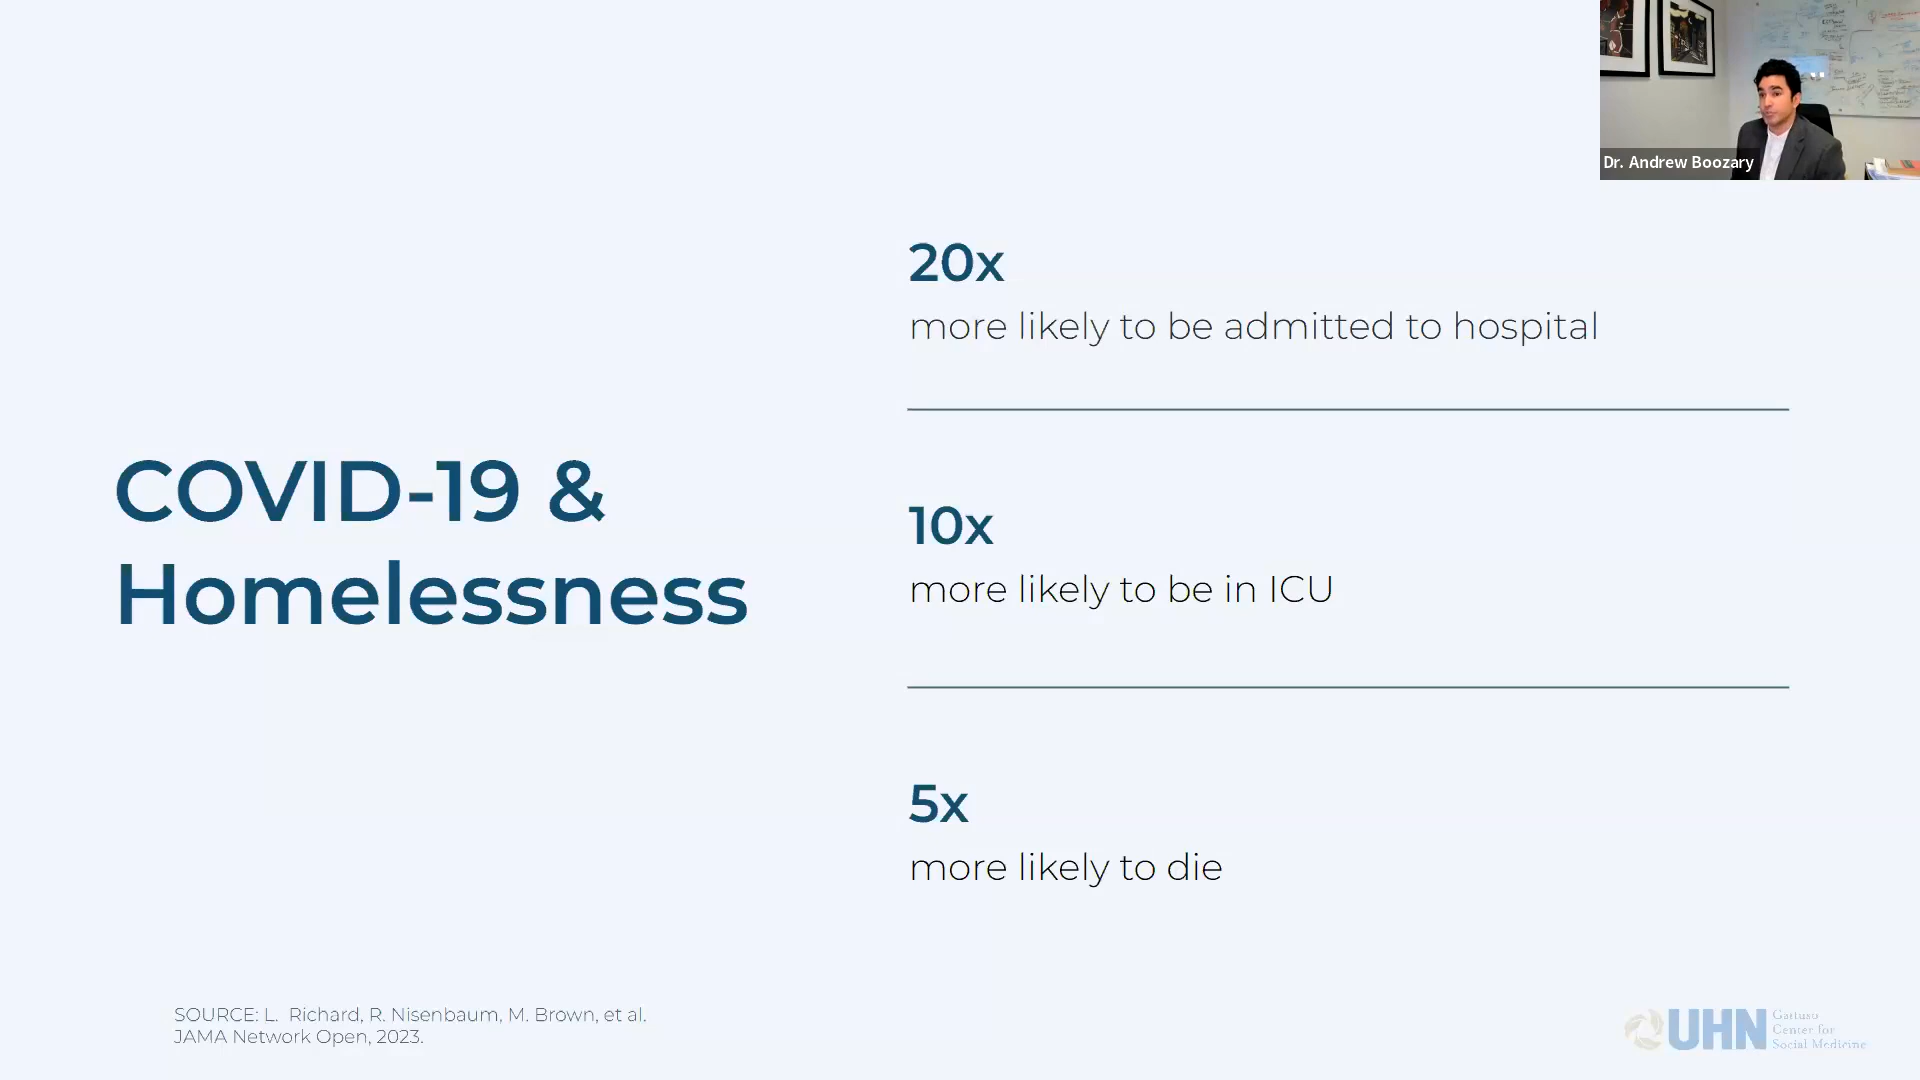 Dr. Andrew Boozary
20x
more likely to be admitted to hospital
COVID-19 &
Homelessness
10x
more likely to be in ICU
5x
more likely to die
SOURCE: L. Richard, R. Nisenbaum, M. Brown, et al.
JAMA Network Open, 2023.
UHN
Gattuso
Center for
Social Medicine